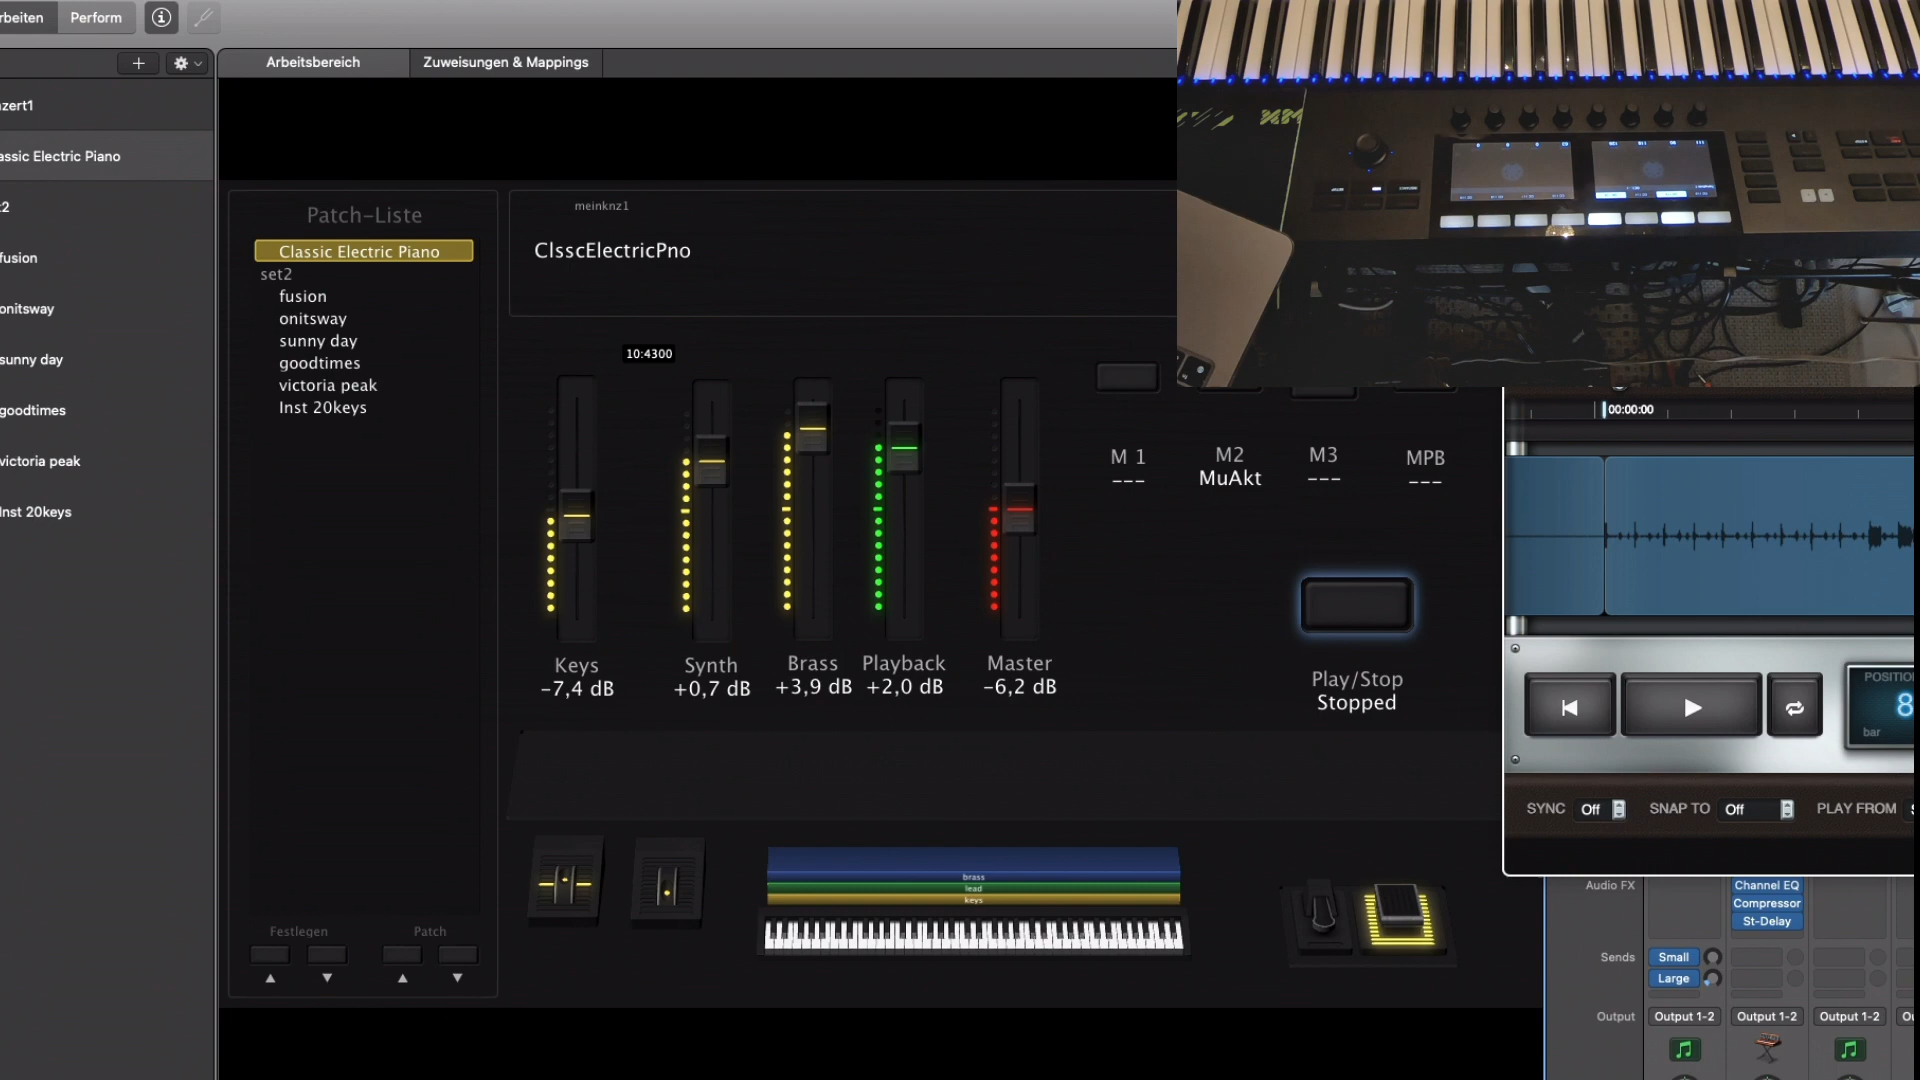 rbeiten
Perform
Arbeitsbereich
Zuweisungen & Mappings
nzert1
assic Electric Piano
t2
fusion
onitsway
sunny day
goodtimes
victoria peak
Inst 20keys
Patch-Liste
Classic Electric Piano
set2
fusion
onitsway
sunny day
goodtimes
victoria peak
Inst 20keys
Festlegen
Patch
meinknz1
ClsscElectricPno
10:4300
Keys
-7,4 dB
Synth
+0,7 dB
Brass
+3,9 dB
Playback
+2,0 dB
Master
-6,2 dB
M 1
---
M2
MuAkt
M3
---
MPB
---
Play/Stop
Stopped
brass
lead
keys
00:00:00
POSITIO
8
bar
SYNC
Off
SNAP TO
Off
PLAY FROM
Audio FX
Channel EQ
Compressor
St-Delay
Sends
Small
Large
Output
Output 1-2
Output 1-2
Output 1-2